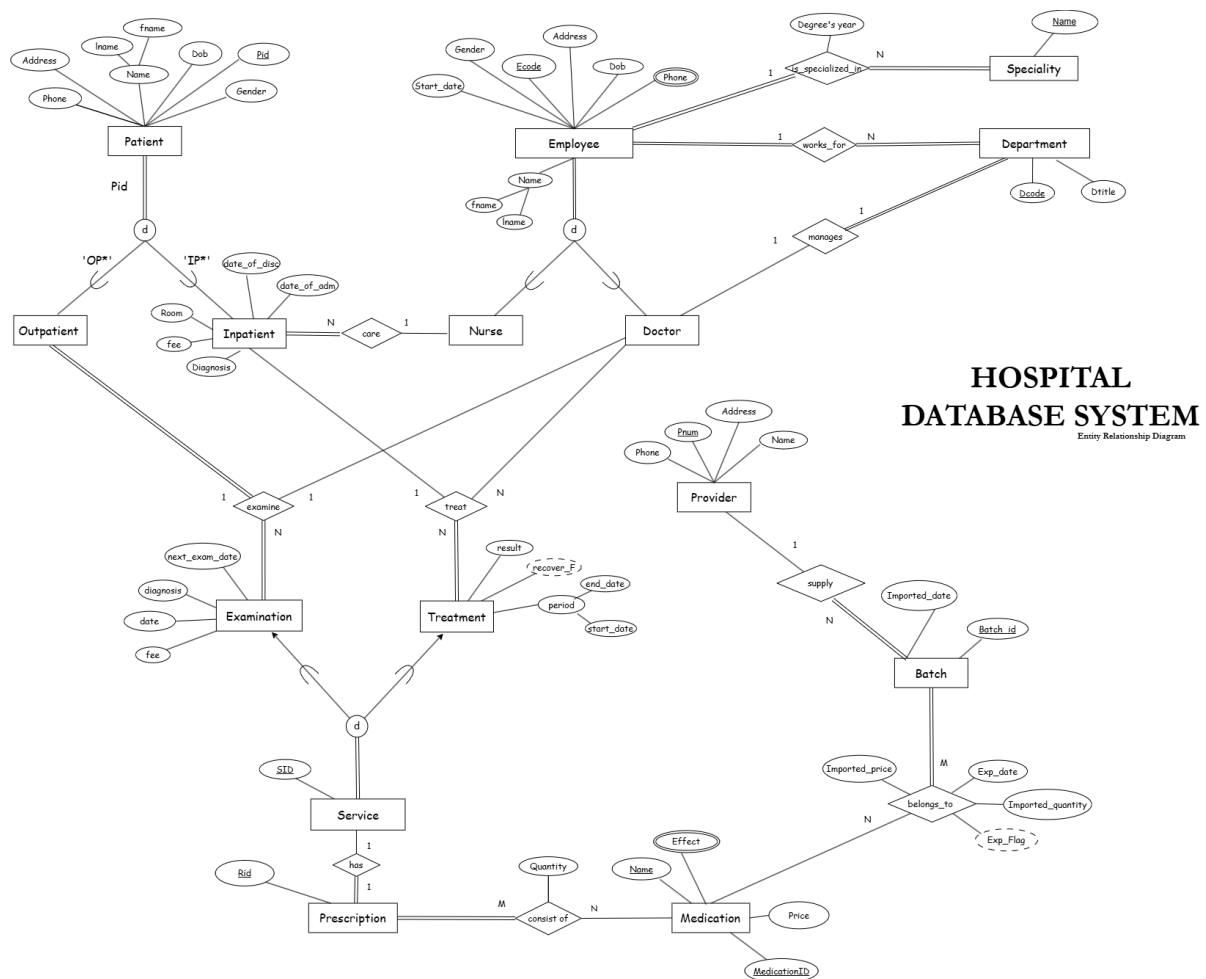 fname
lname
Address
Name
Dob
Pid
Phone
Gender
Patient
Pid
d
'OP*'
'IP*'
Outpatient
date_of_disc
date_of_adm
Room
fee
Inpatient
Diagnosis
N
care
1
Nurse
Gender
Address
Ecode
Dob
Start_date
Phone
Employee
Name
fname
lname
d
Doctor
Degree's year
1
is_specialized_in
N
Name
Speciality
1
works_for
N
Department
Dcode
Dtitle
1
manages
1
HOSPITAL
DATABASE SYSTEM
Entity Relationship Diagram
1
examine
1
N
1
treat
N
N
next_exam_date
diagnosis
date
fee
Examination
result
recover_F
end_date
period
start_date
Treatment
d
SID
Service
1
has
1
Rid
Prescription
M
Quantity
consist of
N
Effect
Name
Medication
Price
MedicationID
Address
Pnum
Name
Phone
Provider
1
supply
N
Imported_date
Batch_id
Batch
M
Imported_price
Exp_date
belongs_to
Imported_quantity
Exp_Flag
N